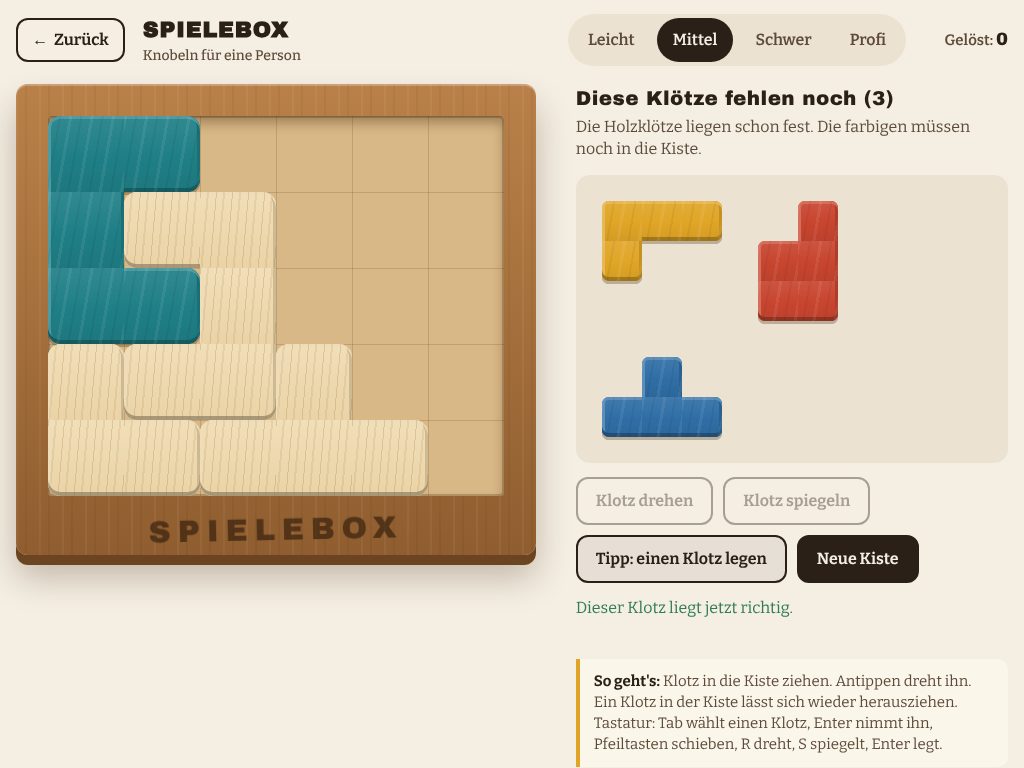 ← Zurück
SPIELEBOX
Knobeln für eine Person
Leicht
Mittel
Schwer
Profi
Gelöst: 0
SPIELEBOX
Diese Klötze fehlen noch (3)
Die Holzklötze liegen schon fest. Die farbigen müssen
noch in die Kiste.
Klotz drehen
Klotz spiegeln
Tipp: einen Klotz legen
Neue Kiste
Dieser Klotz liegt jetzt richtig.
So geht's: Klotz in die Kiste ziehen. Antippen dreht ihn.
Ein Klotz in der Kiste lässt sich wieder herausziehen.
Tastatur: Tab wählt einen Klotz, Enter nimmt ihn,
Pfeiltasten schieben, R dreht, S spiegelt, Enter legt.